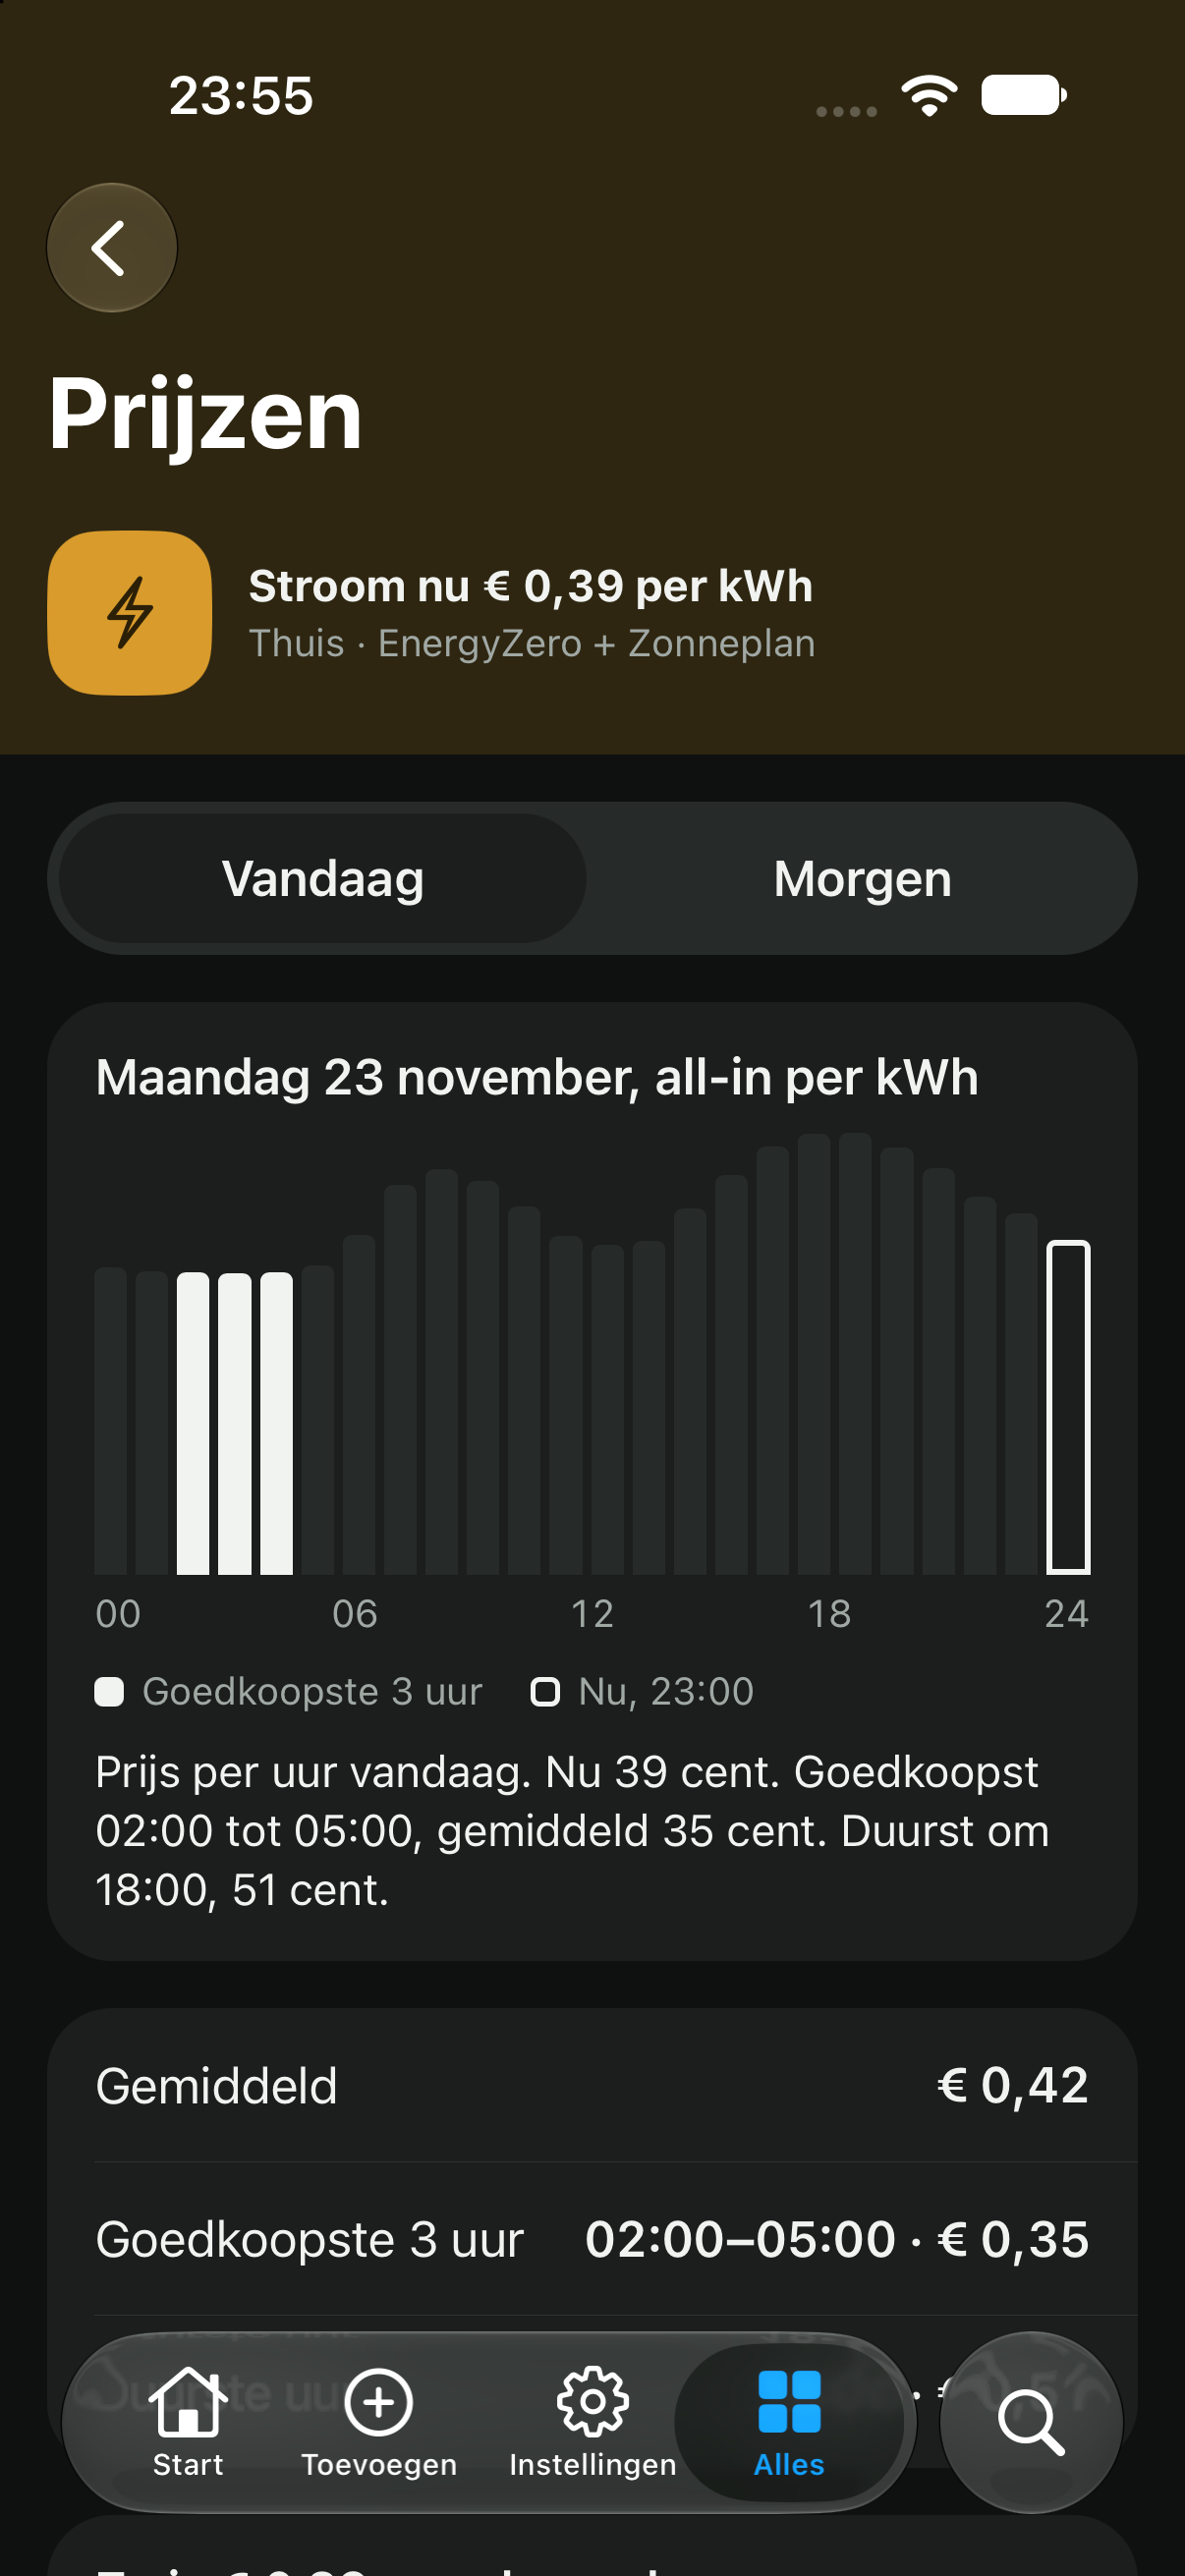 23:55
Prijzen
Stroom nu € 0,39 per kWh
Thuis · EnergyZero + Zonneplan
Vandaag
Morgen
Maandag 23 november, all-in per kWh
00 06 12 18 24
Goedkoopste 3 uur
Nu, 23:00
Prijs per uur vandaag. Nu 39 cent. Goedkoopst
02:00 tot 05:00, gemiddeld 35 cent. Duurst om
18:00, 51 cent.
Gemiddeld € 0,42
Goedkoopste 3 uur 02:00–05:00 · € 0,35
Start
Toevoegen
Instellingen
Alles